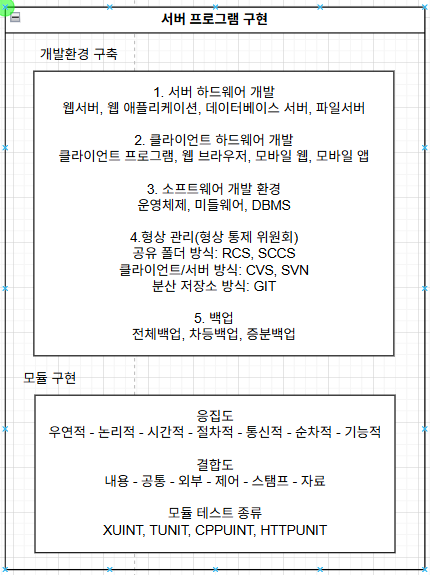 서버 프로그램 구현
개발환경 구축
1. 서버 하드웨어 개발
웹서버, 웹 애플리케이션, 데이터베이스 서버, 파일서버
2. 클라이언트 하드웨어 개발
클라이언트 프로그램, 웹 브라우저, 모바일 웹, 모바일 앱
3. 소프트웨어 개발 환경
운영체제, 미들웨어, DBMS
4.형상 관리(형상 통제 위원회)
공유 폴더 방식: RCS, SCCS
클라이언트/서버 방식: CVS, SVN
분산 저장소 방식: GIT
5. 백업
전체백업, 차등백업, 증분백업
모듈 구현
응집도
우연적 - 논리적 - 시간적 - 절차적 - 통신적 - 순차적 - 기능적
결합도
내용 - 공통 - 외부 - 제어 - 스탬프 - 자료
모듈 테스트 종류
XUINT, TUNIT, CPPUINT, HTTPUNIT